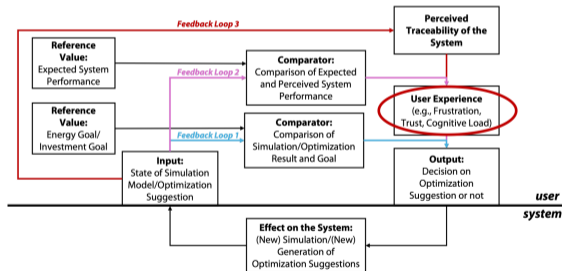 Feedback Loop 3
Perceived
Traceability of the
System
Reference
Value:
Expected System
Performance
Feedback Loop 2
Comparator:
Comparison of Expected
and Perceived System
Performance
User Experience
(e.g., Frustration,
Trust, Cognitive Load)
Reference
Value:
Energy Goal/
Investment Goal
Feedback Loop 1
Comparator:
Comparison of
Simulation/Optimization
Result and Goal
Input:
State of Simulation
Model/Optimization
Suggestion
Output:
Decision on
Optimization
Suggestion or not
user
system
Effect on the System:
(New) Simulation/(New)
Generation of
Optimization Suggestions